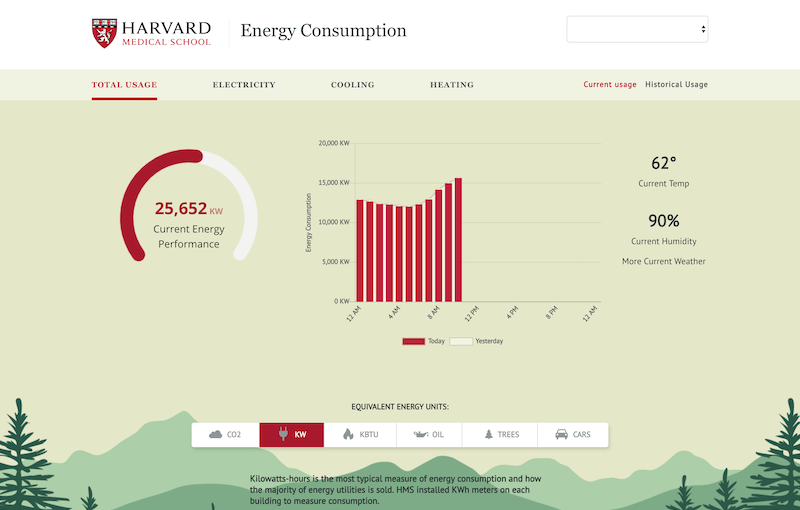 HARVARD
MEDICAL SCHOOL
Energy Consumption
TOTAL USAGE
ELECTRICITY
COOLING
HEATING
Current usage
Historical Usage
25,652 KW
Current Energy
Performance
Energy Consumption
20,000 KW
15,000 KW
10,000 KW
5,000 KW
0 KW
12 AM
4 AM
8 AM
12 PM
4 PM
8 PM
12 AM
Today
Yesterday
62°
Current Temp
90%
Current Humidity
More Current Weather
EQUIVALENT ENERGY UNITS:
CO2
KW
KBTU
OIL
TREES
CARS
Kilowatts-hours is the most typical measure of energy consumption and how
the majority of energy utilities is sold. HMS installed KWh meters on each
building to measure consumption.